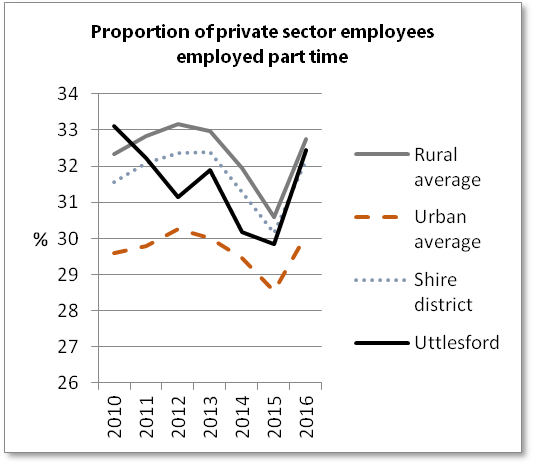 Proportion of private sector employees
employed part time
34
33
32
31
30
29
28
27
26
%
2010
2011
2012
2013
2014
2015
2016
Rural
average
Urban
average
Shire
district
Uttlesford